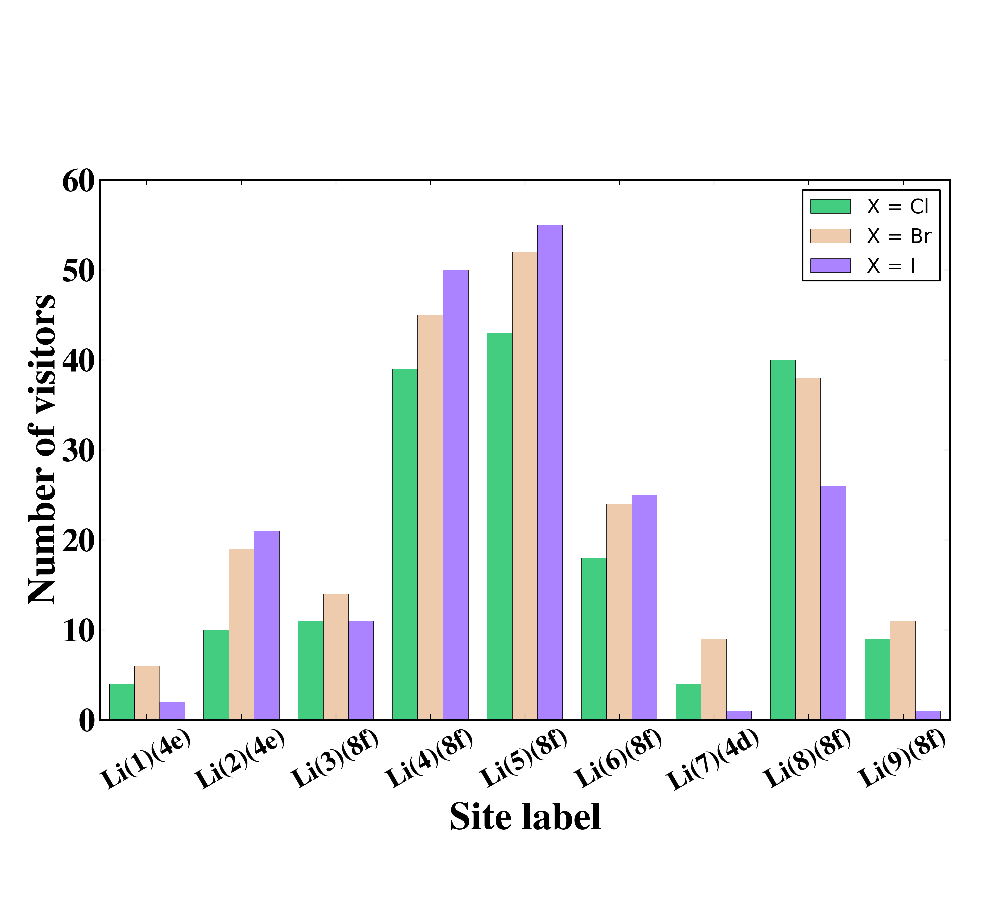 60
50
40
30
20
10
0
Number of visitors
X = Cl
X = Br
X = I
Li(1)(4e)
Li(2)(4e)
Li(3)(8f)
Li(4)(8f)
Li(5)(8f)
Li(6)(8f)
Li(7)(4d)
Li(8)(8f)
Li(9)(8f)
Site label